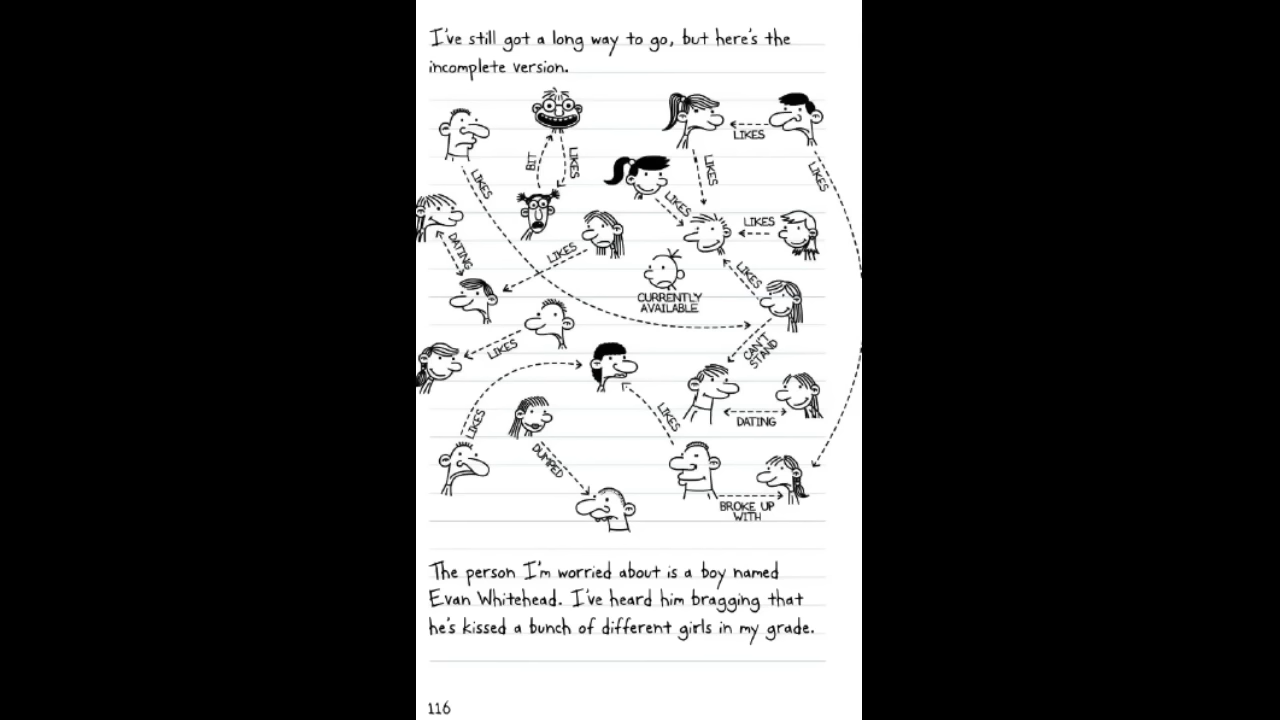 I've still got a long way to go, but here's the
incomplete version.
LIKES
BIT
LIKES
LIKES
LIKES
LIKES
LIKES
LIKES
DATING
LIKES
LIKES
CURRENTLY
AVAILABLE
LIKES
LIKES
CAN'T
STAND
LIKES
LIKES
DATING
DUMPED
BROKE UP
WITH
The person I'm worried about is a boy named
Evan Whitehead. I've heard him bragging that
he's kissed a bunch of different girls in my grade.
116